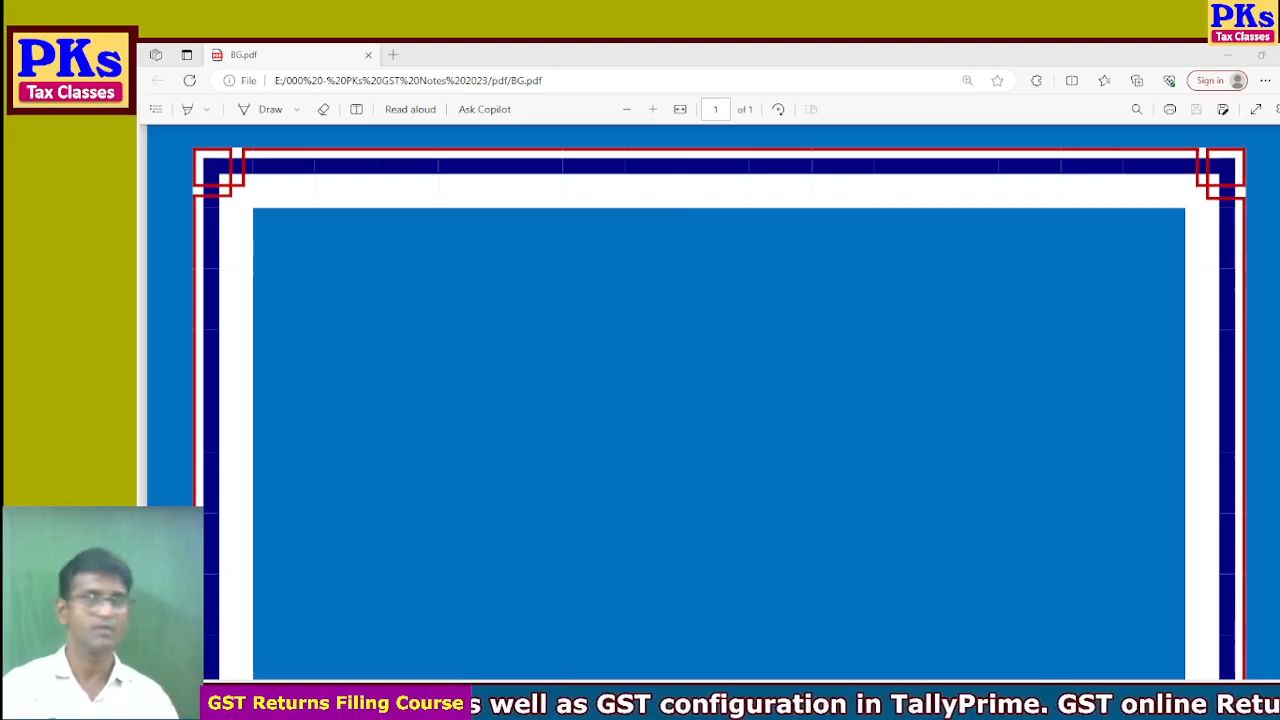 PKs
Tax Classes
PKs
Tax Classes
BG.pdf
File
E:/000%20-%20PKs%20GST%20Notes%202023/pdf/BG.pdf
Sign in
Draw
Read aloud
Ask Copilot
1
of 1
GST Returns Filing Course
s well as GST configuration in TallyPrime. GST online Retu